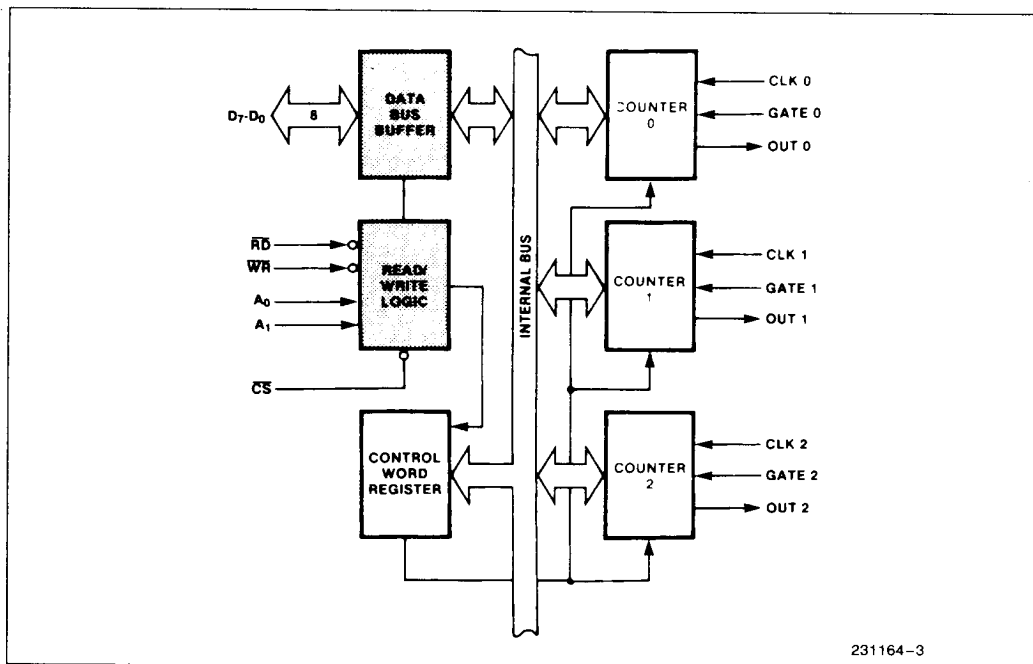 D7-D0
8
DATA
BUS
BUFFER
RD
WR
A0
A1
CS
READ/
WRITE
LOGIC
CONTROL
WORD
REGISTER
INTERNAL BUS
COUNTER
0
CLK 0
GATE 0
OUT 0
COUNTER
1
CLK 1
GATE 1
OUT 1
COUNTER
2
CLK 2
GATE 2
OUT 2
231164-3